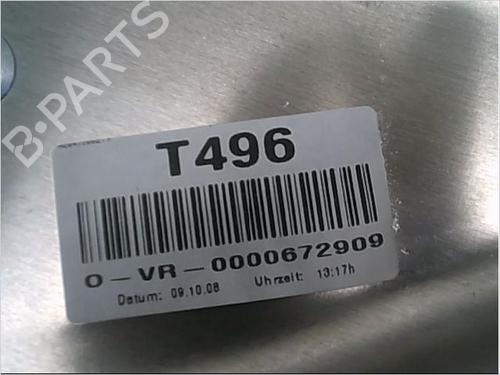 B-PARTS
T496
O-VR-0000672909
Datum: 09.10.08 Uhrzeit: 13:17h